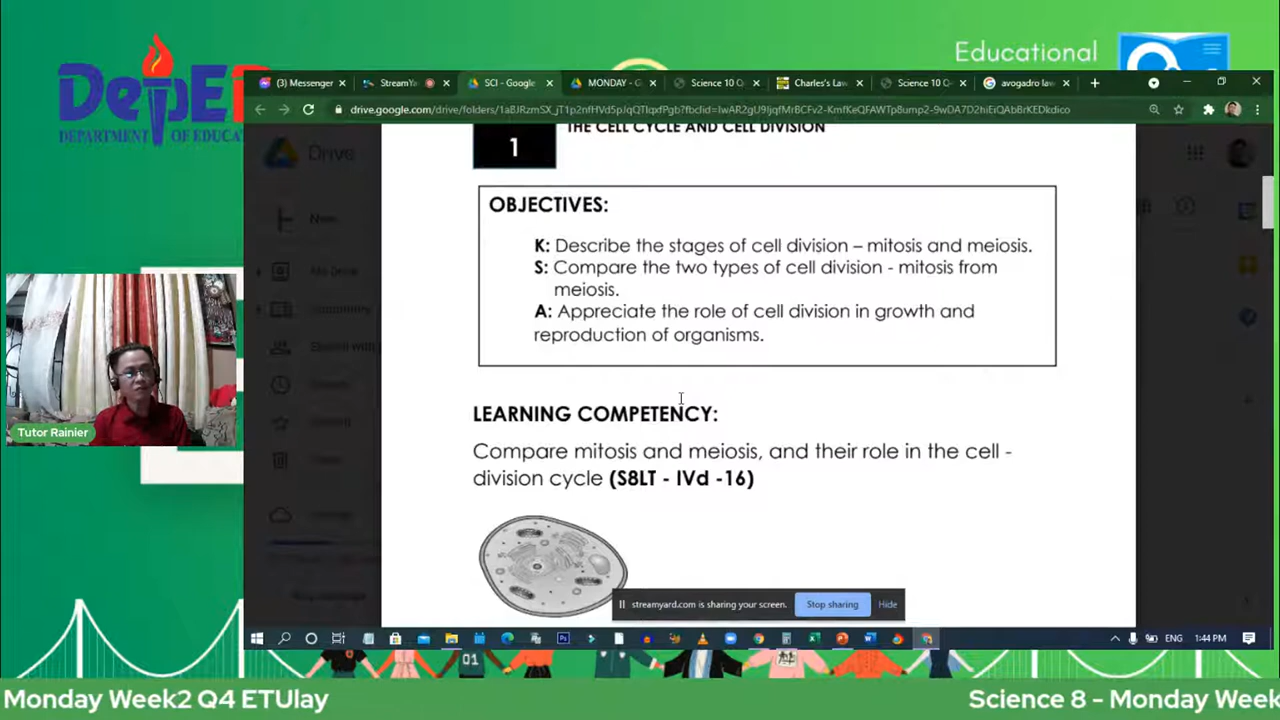 DepE
DEPARTMENT OF EDUCA
Educational
(3) Messenger
StreamYa
SCI - Google
MONDAY - G
Science 10 Q
Charles's Law
Science 10 Q
avogadro law
Drive
1
THE CELL CYCLE AND CELL DIVISION
OBJECTIVES:
K: Describe the stages of cell division – mitosis and meiosis.
S: Compare the two types of cell division - mitosis from
meiosis.
A: Appreciate the role of cell division in growth and
reproduction of organisms.
LEARNING COMPETENCY:
Compare mitosis and meiosis, and their role in the cell -
division cycle (S8LT - IVd -16)
Tutor Rainier
streamyard.com is sharing your screen.
Stop sharing
Hide
ENG
1:44 PM
01
Monday Week2 Q4 ETUlay
Science 8 - Monday Week